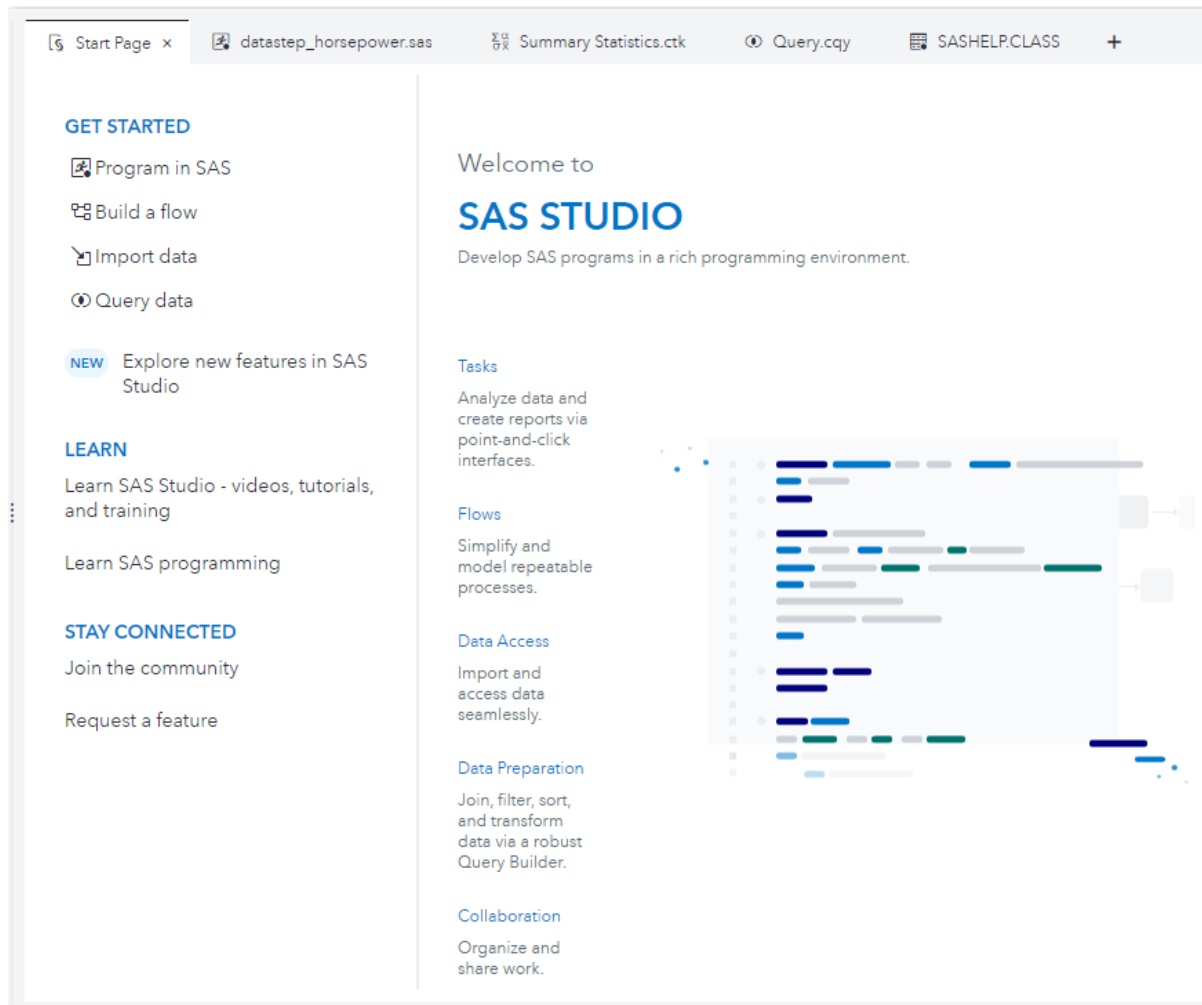 Start Page ×
datastep_horsepower.sas
Summary Statistics.ctk
Query.cqy
SASHELP.CLASS
+
GET STARTED
Program in SAS
Build a flow
Import data
Query data
NEW
Explore new features in SAS
Studio
LEARN
Learn SAS Studio - videos, tutorials,
and training
Learn SAS programming
STAY CONNECTED
Join the community
Request a feature
Welcome to
SAS STUDIO
Develop SAS programs in a rich programming environment.
Tasks
Analyze data and
create reports via
point-and-click
interfaces.
Flows
Simplify and
model repeatable
processes.
Data Access
Import and
access data
seamlessly.
Data Preparation
Join, filter, sort,
and transform
data via a robust
Query Builder.
Collaboration
Organize and
share work.